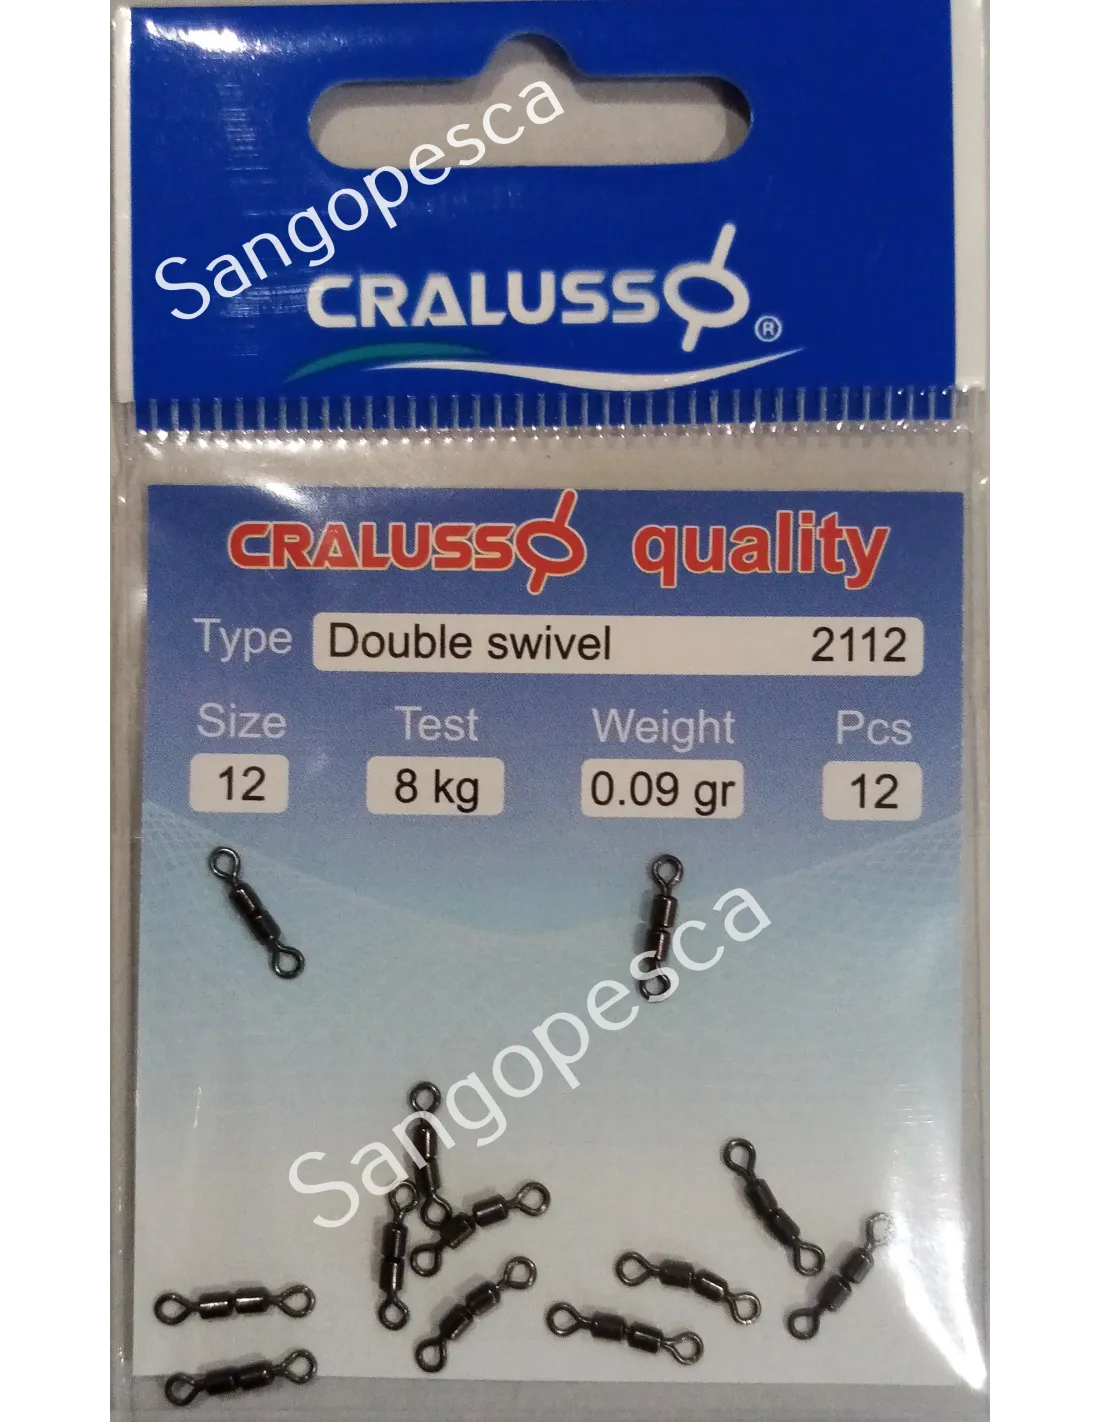 Sangopesca
CRALUSSO®
CRALUSSO quality
Type Double swivel 2112
Size Test Weight Pcs
12 8 kg 0.09 gr 12
Sangopesca